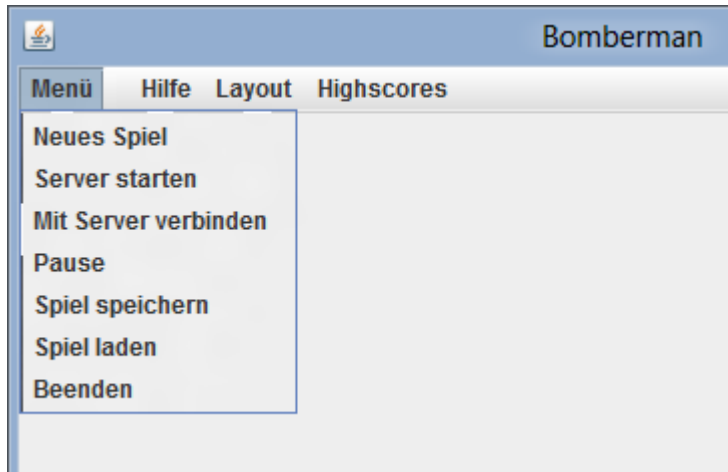 Bomberman
Menü Hilfe Layout Highscores
Neues Spiel
Server starten
Mit Server verbinden
Pause
Spiel speichern
Spiel laden
Beenden